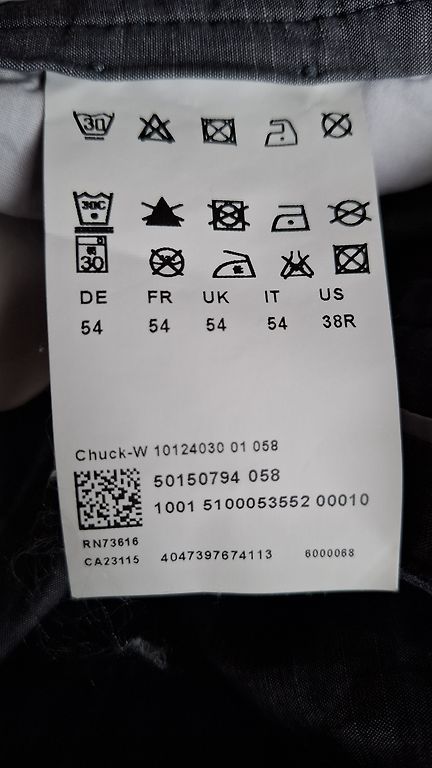 30
30C
30
DE FR UK IT US
54 54 54 54 38R
Chuck-W 10124030 01 058
50150794 058
1001 5100053552 00010
RN73616
CA23115 4047397674113 6000068